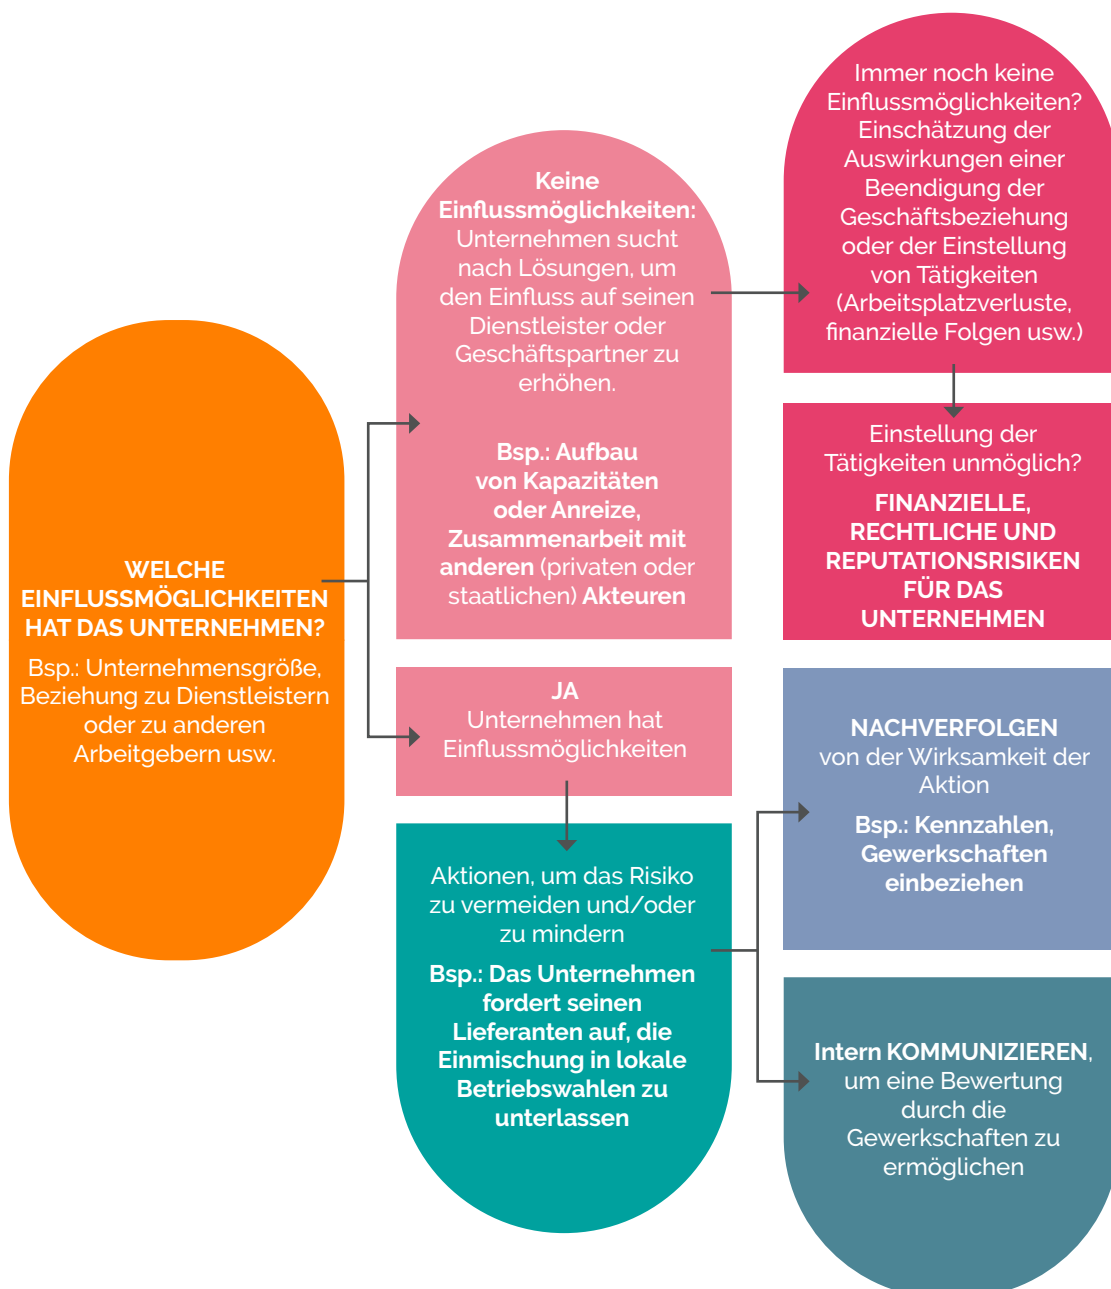 WELCHE
EINFLUSSMÖGLICHKEITEN
HAT DAS UNTERNEHMEN?
Bsp.: Unternehmensgröße,
Beziehung zu Dienstleistern
oder zu anderen
Arbeitgebern usw.
Keine
Einflussmöglichkeiten:
Unternehmen sucht
nach Lösungen, um
den Einfluss auf seinen
Dienstleister oder
Geschäftspartner zu
erhöhen.
Bsp.: Aufbau
von Kapazitäten
oder Anreize,
Zusammenarbeit mit
anderen (privaten oder
staatlichen) Akteuren
Immer noch keine
Einflussmöglichkeiten?
Einschätzung der
Auswirkungen einer
Beendigung der
Geschäftsbeziehung
oder der Einstellung
von Tätigkeiten
(Arbeitsplatzverluste,
finanzielle Folgen usw.)
Einstellung der
Tätigkeiten unmöglich?
FINANZIELLE,
RECHTLICHE UND
REPUTATIONSRISIKEN
FÜR DAS
UNTERNEHMEN
JA
Unternehmen hat
Einflussmöglichkeiten
Aktionen, um das Risiko
zu vermeiden und/oder
zu mindern
Bsp.: Das Unternehmen
fordert seinen
Lieferanten auf, die
Einmischung in lokale
Betriebswahlen zu
unterlassen
NACHVERFOLGEN
von der Wirksamkeit der
Aktion
Bsp.: Kennzahlen,
Gewerkschaften
einbeziehen
Intern KOMMUNIZIEREN,
um eine Bewertung
durch die
Gewerkschaften zu
ermöglichen